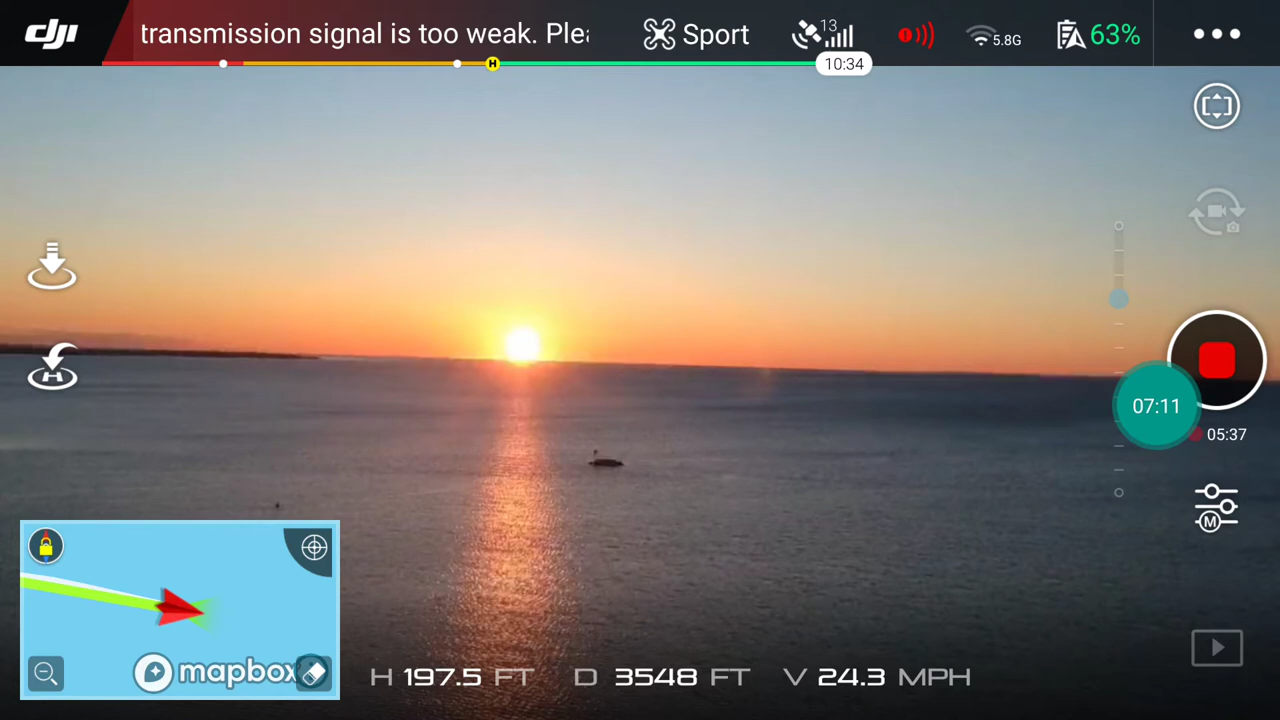 dji
transmission signal is too weak. Plea
Sport
13
5.8G
63%
H
10:34
07:11
05:37
H
M
mapbox
H 197.5 FT D 3548 FT V 24.3 MPH